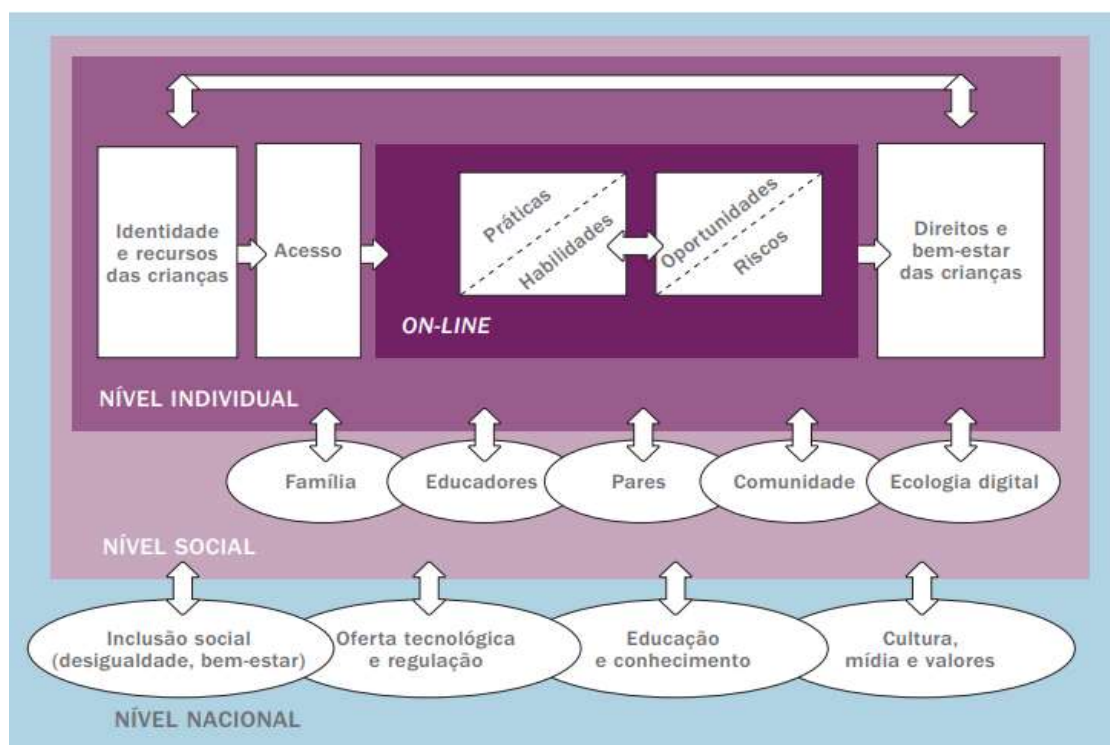 Identidade
e recursos
das crianças
Acesso
Práticas
Habilidades
Oportunidades
Riscos
Direitos e
bem-estar
das crianças
ON-LINE
NÍVEL INDIVIDUAL
Família
Educadores
Pares
Comunidade
Ecologia digital
NÍVEL SOCIAL
Inclusão social
(desigualdade, bem-estar)
Oferta tecnológica
e regulação
Educação
e conhecimento
Cultura,
mídia e valores
NÍVEL NACIONAL